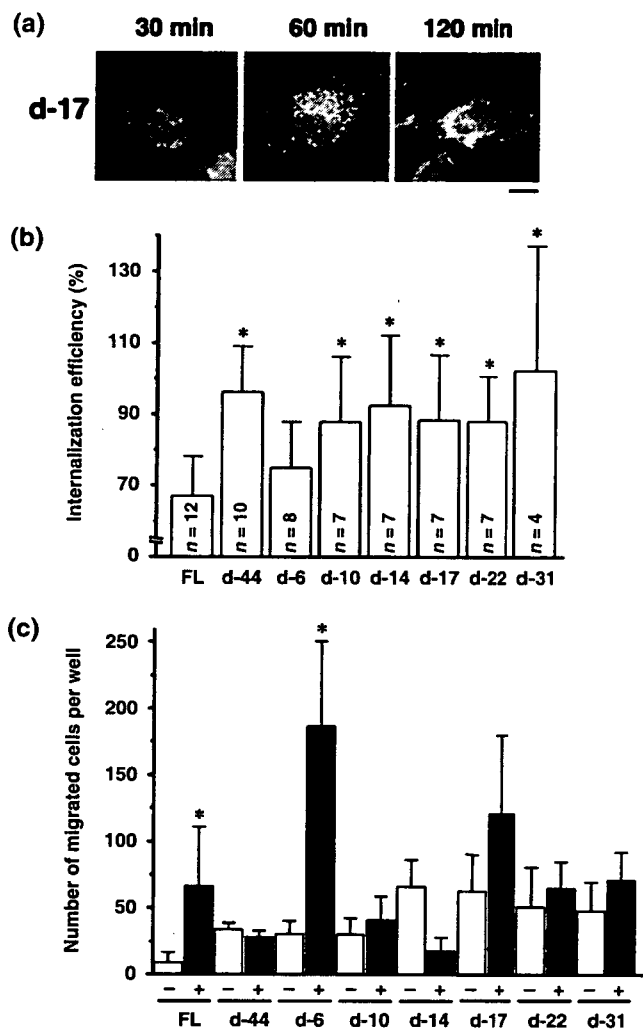 (a)
30 min 60 min 120 min
d-17
(b)
Internalization efficiency (%)
130
110
90
70
0
* * * * * *
n = 12 n = 10 n = 8 n = 7 n = 7 n = 7 n = 7 n = 4
FL d-44 d-6 d-10 d-14 d-17 d-22 d-31
(c)
Number of migrated cells per well
250
200
150
100
50
0
* *
– + – + – + – + – + – + – + – +
FL d-44 d-6 d-10 d-14 d-17 d-22 d-31